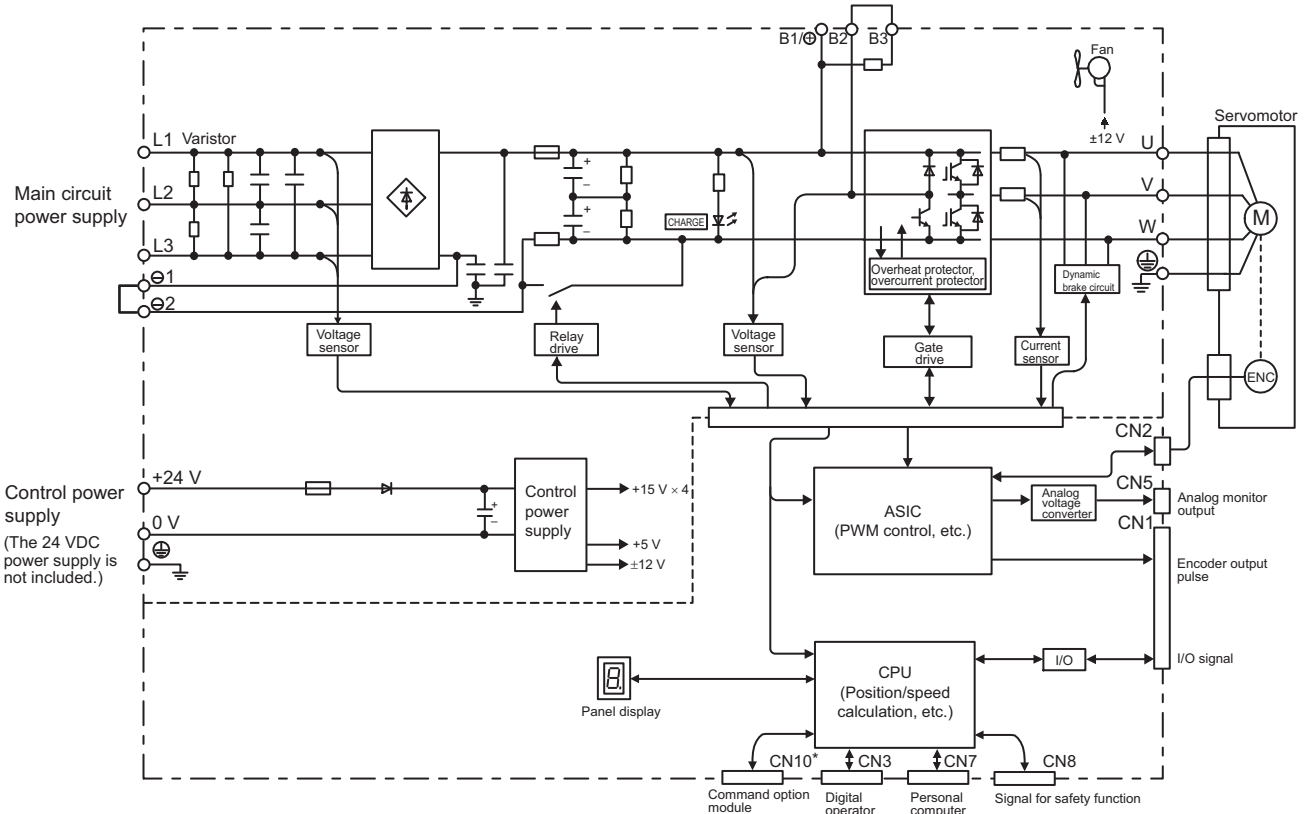 B1/⊕ B2 B3
Fan
±12 V
Servomotor
L1 Varistor
U
Main circuit
power supply
L2
V
CHARGE
M
L3
W
⊖1
Overheat protector,
overcurrent protector
Dynamic
brake circuit
⊖2
Voltage
sensor
Relay
drive
Voltage
sensor
Gate
drive
Current
sensor
ENC
CN2
Control power
supply
(The 24 VDC
power supply is
not included.)
+24 V
0 V
+
–
Control
power
supply
+15 V × 4
+5 V
±12 V
ASIC
(PWM control, etc.)
Analog
voltage
converter
CN5
Analog monitor
output
CN1
Encoder output
pulse
CPU
(Position/speed
calculation, etc.)
I/O
I/O signal
8.
Panel display
CN10*
CN3
CN7
CN8
Command option
module
Digital
operator
Personal
computer
Signal for safety function
+
–
+
–